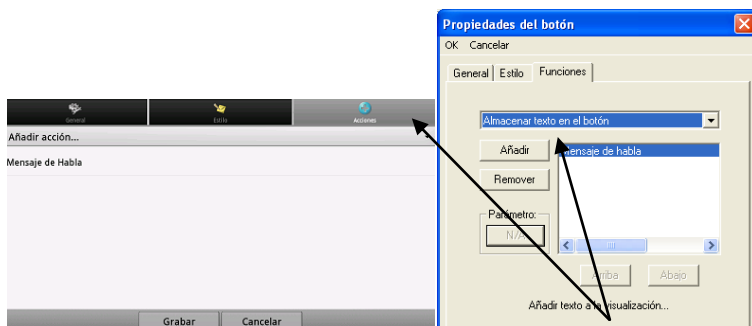 General
Estilo
Acciones
Añadir acción...
Mensaje de Habla
Grabar
Cancelar
Propiedades del botón
OK Cancelar
General
Estilo
Funciones
Almacenar texto en el botón
Añadir
Mensaje de habla
Remover
Parámetro:
N/A
Arriba
Abajo
Añadir texto a la visualización...